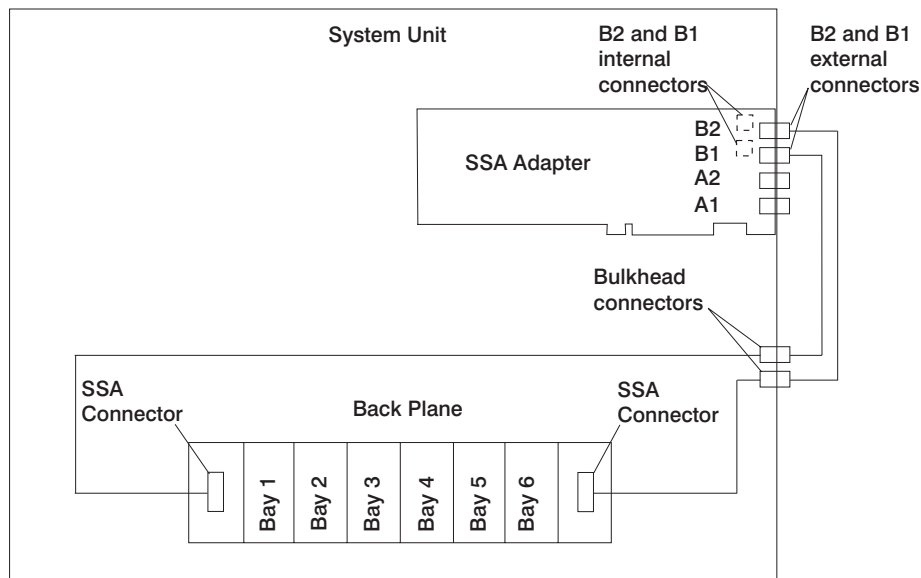 System Unit
B2 and B1
internal
connectors
B2 and B1
external
connectors
B2
B1
A2
A1
SSA Adapter
Bulkhead
connectors
SSA
Connector
Back Plane
SSA
Connector
Bay 1
Bay 2
Bay 3
Bay 4
Bay 5
Bay 6